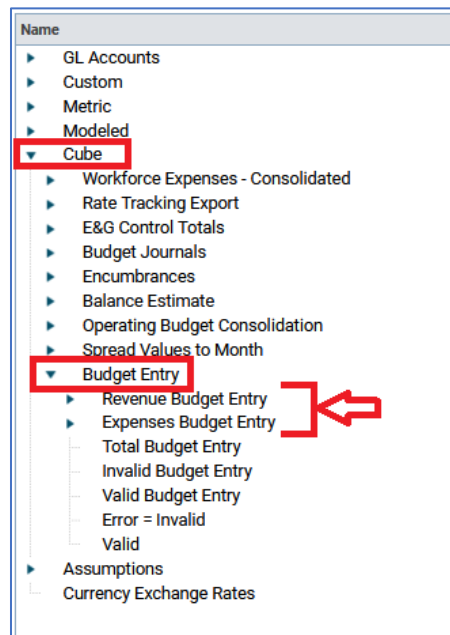 Name
GL Accounts
Custom
Metric
Modeled
Cube
Workforce Expenses - Consolidated
Rate Tracking Export
E&G Control Totals
Budget Journals
Encumbrances
Balance Estimate
Operating Budget Consolidation
Spread Values to Month
Budget Entry
Revenue Budget Entry
Expenses Budget Entry
Total Budget Entry
Invalid Budget Entry
Valid Budget Entry
Error = Invalid
Valid
Assumptions
Currency Exchange Rates